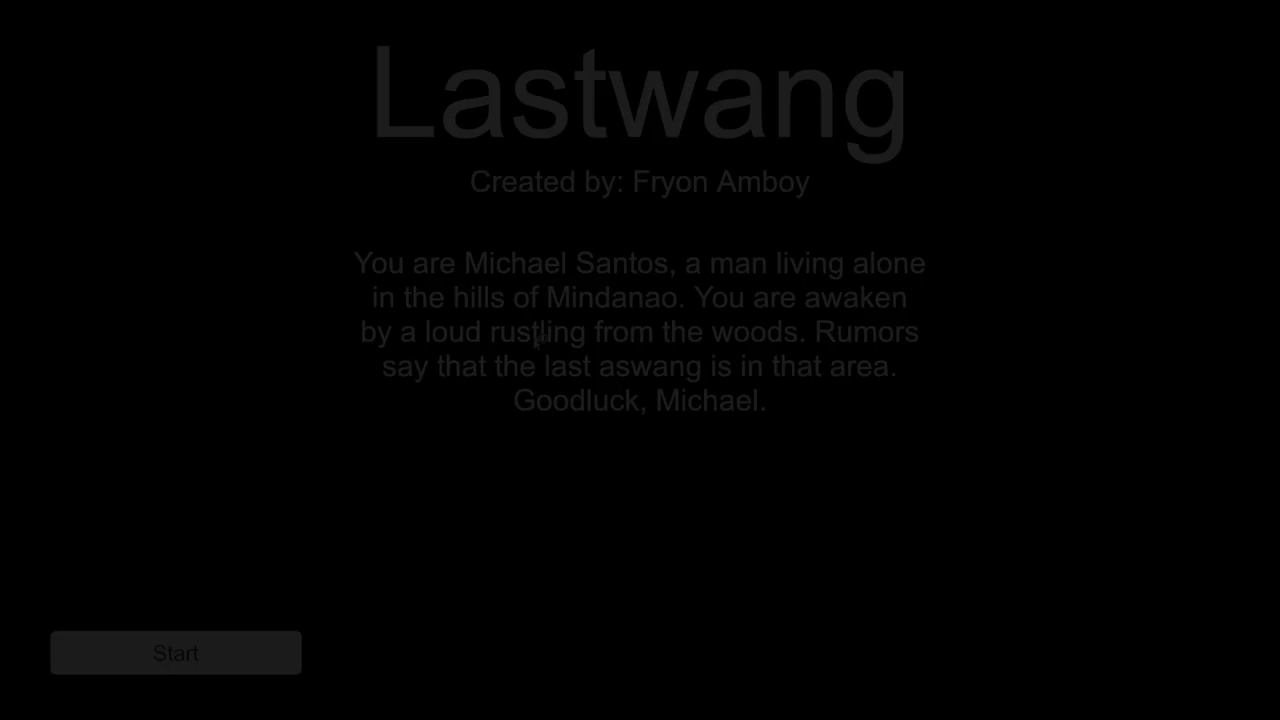 Lastwang
Created by: Fryon Amboy
You are Michael Santos, a man living alone
in the hills of Mindanao. You are awaken
by a loud rustling from the woods. Rumors
say that the last aswang is in that area.
Goodluck, Michael.
Start